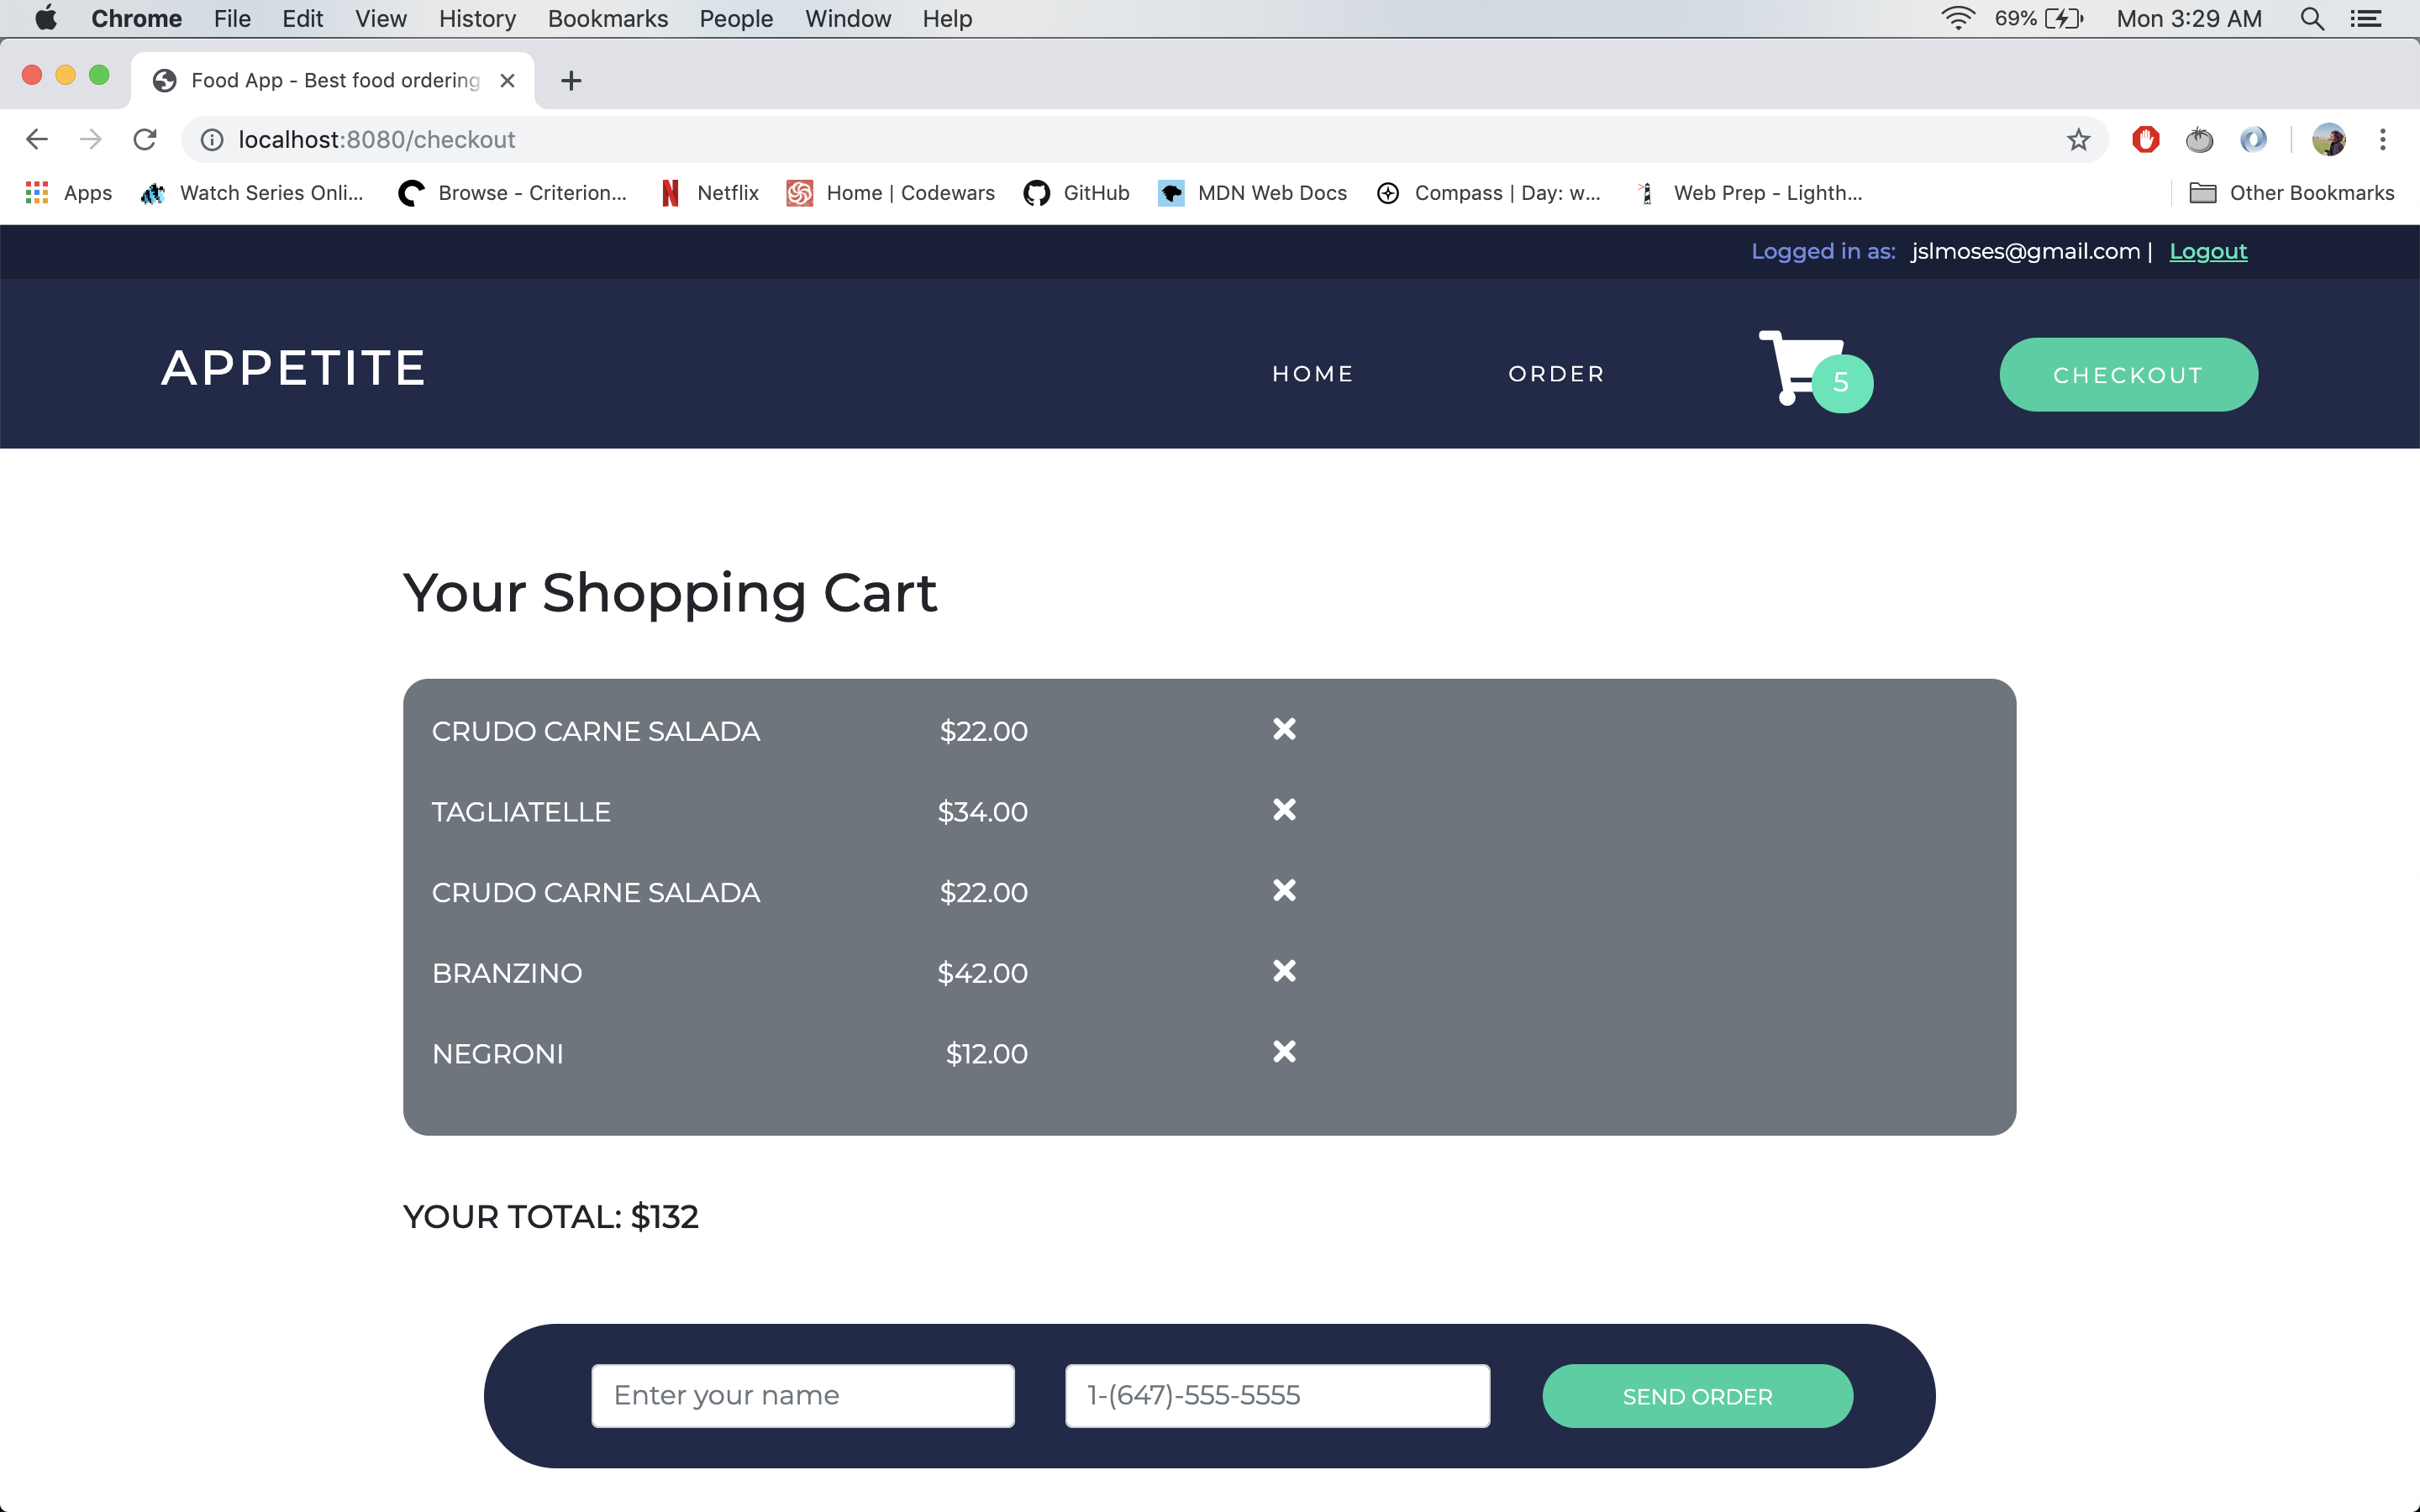 Chrome File Edit View History Bookmarks People Window Help 69% Mon 3:29 AM
Food App - Best food ordering
localhost:8080/checkout
Apps Watch Series Onli... Browse - Criterion... Netflix Home | Codewars GitHub MDN Web Docs Compass | Day: w... Web Prep - Lighth... Other Bookmarks
Logged in as: jslmoses@gmail.com | Logout
APPETITE HOME ORDER 5 CHECKOUT
Your Shopping Cart
CRUDO CARNE SALADA $22.00
TAGLIATELLE $34.00
CRUDO CARNE SALADA $22.00
BRANZINO $42.00
NEGRONI $12.00
YOUR TOTAL: $132
Enter your name 1-(647)-555-5555 SEND ORDER